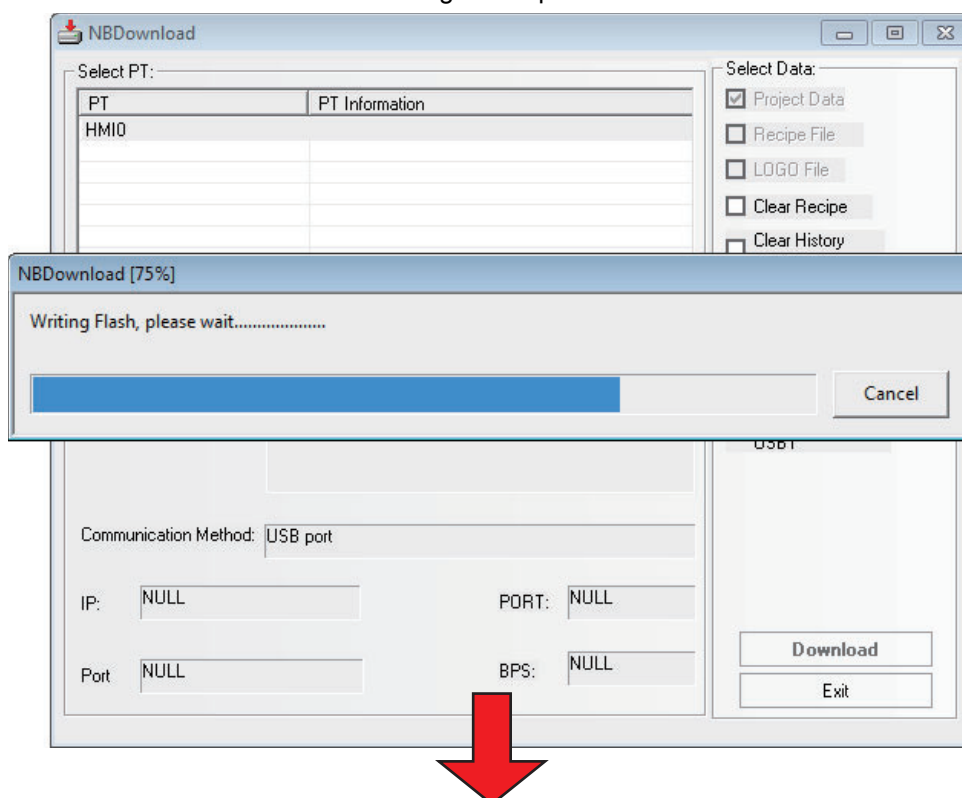 NBDownload
Select PT:
PT PT Information
HMI0
Select Data:
Project Data
Recipe File
LOGO File
Clear Recipe
Clear History
NBDownload [75%]
Writing Flash, please wait....................
Cancel
Communication Method: USB port
IP: NULL PORT: NULL
Port NULL BPS: NULL
Download
Exit